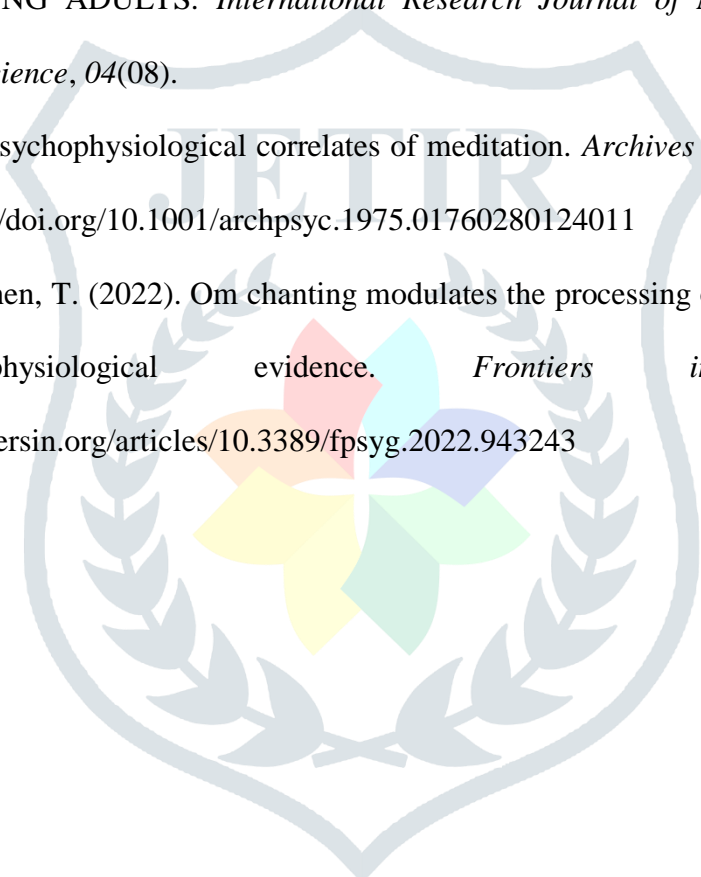 NG ADULTS. International Research Journal of
ience, 04(08).
sychophysiological correlates of meditation. Archives
/doi.org/10.1001/archpsyc.1975.01760280124011
en, T. (2022). Om chanting modulates the processing
physiological evidence. Frontiers i
ersin.org/articles/10.3389/fpsyg.2022.943243
JETIR